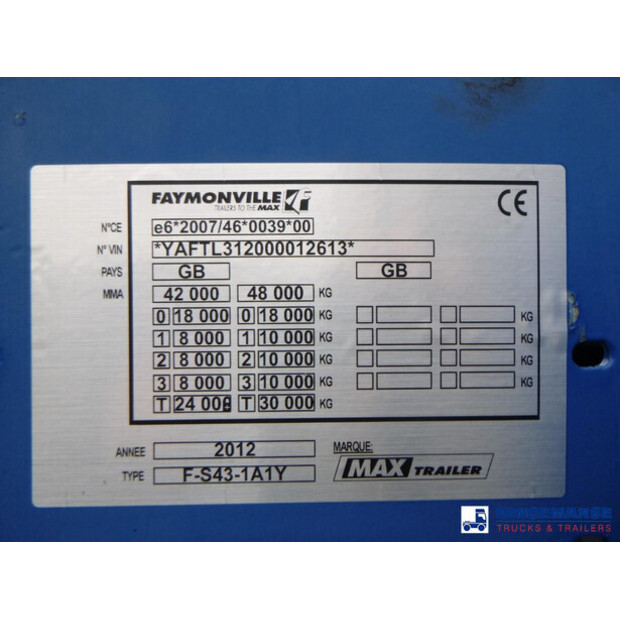 FAYMONVILLE
TRAILERS TO THE MAX
CE
N°CE e6*2007/46*0039*00
N° VIN *YAFTL312000012613*
PAYS GB GB
MMA 42 000 48 000 KG
0 18 000 0 18 000 KG KG
1 8 000 1 10 000 KG KG
2 8 000 2 10 000 KG KG
3 8 000 3 10 000 KG KG
T 24 000 T 30 000 KG
ANNEE 2012 MARQUE:
TYPE F-S43-1A1Y MAX TRAILER
TRUCKS & TRAILERS